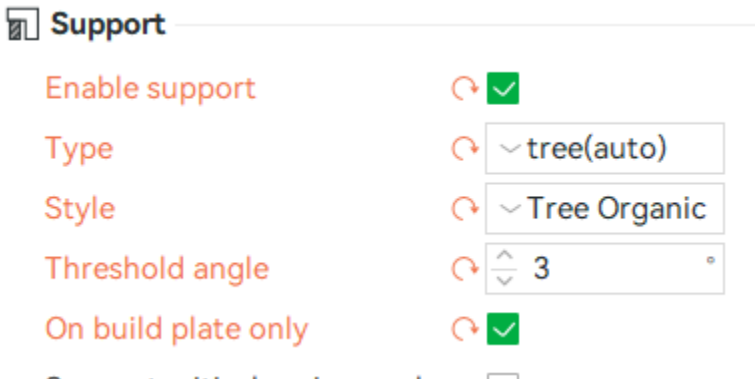 Support
Enable support
Type tree(auto)
Style Tree Organic
Threshold angle 3 °
On build plate only